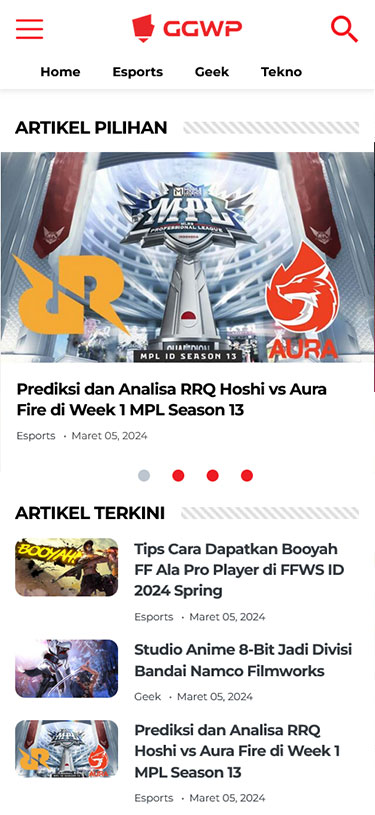 GGWP
Home Esports Geek Tekno
ARTIKEL PILIHAN
MPL
PROFESSIONAL LEAGUE
CHAMPION
MPL ID SEASON 13
AURA
Prediksi dan Analisa RRQ Hoshi vs Aura
Fire di Week 1 MPL Season 13
Esports • Maret 05, 2024
ARTIKEL TERKINI
BOOYAH!
Tips Cara Dapatkan Booyah
FF Ala Pro Player di FFWS ID
2024 Spring
Esports • Maret 05, 2024
Studio Anime 8-Bit Jadi Divisi
Bandai Namco Filmworks
Geek • Maret 05, 2024
MPL
AURA
Prediksi dan Analisa RRQ
Hoshi vs Aura Fire di Week 1
MPL Season 13
Esports • Maret 05, 2024